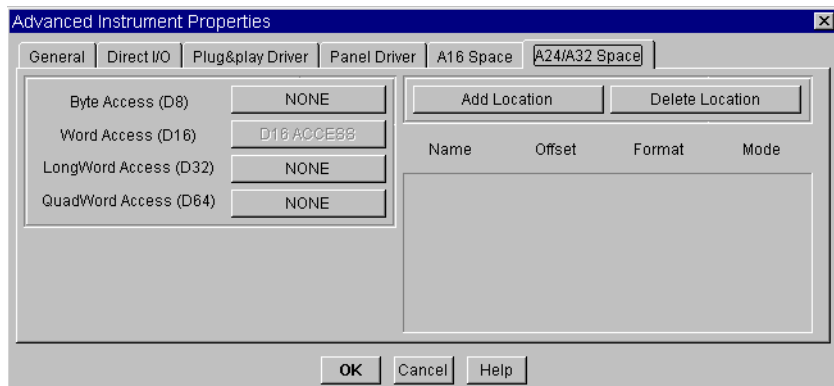 Advanced Instrument Properties
General Direct I/O Plug&play Driver Panel Driver A16 Space A24/A32 Space
Byte Access (D8) NONE
Word Access (D16) D16 ACCESS
LongWord Access (D32) NONE
QuadWord Access (D64) NONE
Add Location Delete Location
Name Offset Format Mode
OK Cancel Help